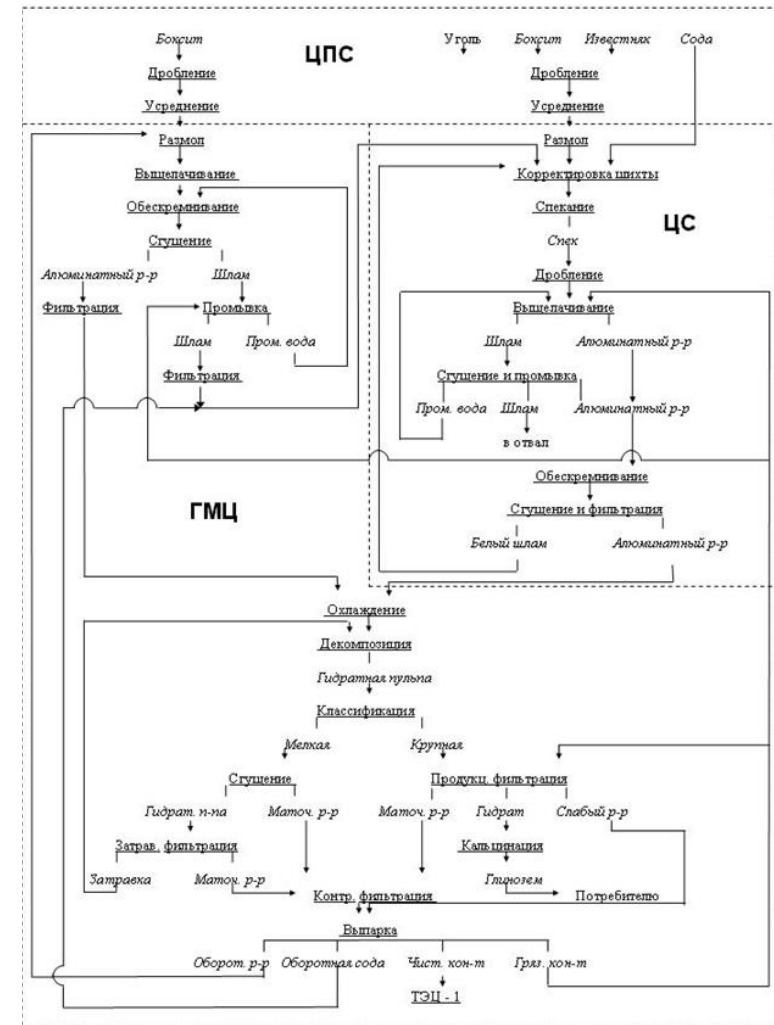 Боксит Уголь Боксит Известняк Сода
ЦПС
Дробление Дробление
Усреднение Усреднение
Размол Размол
Выщелачивание Корректировка шихты
Обескремнивание Спекание
ЦС
Сгущение Спек
Алюминатный р-р Шлам Дробление
Фильтрация Промывка Выщелачивание
Шлам Пром. вода Шлам Алюминатный р-р
Фильтрация Сгущение и промывка
Пром. вода Шлам Алюминатный р-р
в отвал
Обескремнивание
ГМЦ Сгущение и фильтрация
Белый шлам Алюминатный р-р
Охлаждение
Декомпозиция
Гидратная пульпа
Классификация
Мелкая Крупная
Сгущение Продукц. фильтрация
Гидрат. п-па Маточ. р-р Маточ. р-р Гидрат Слабый р-р
Затрав. фильтрация Кальцинация
Затравка Маточ. р-р Глинозем
Контр. фильтрация Потребителю
Выпарка
Оборот. р-р Оборотная сода Чист. кон-т Гряз. кон-т
ТЭЦ - 1